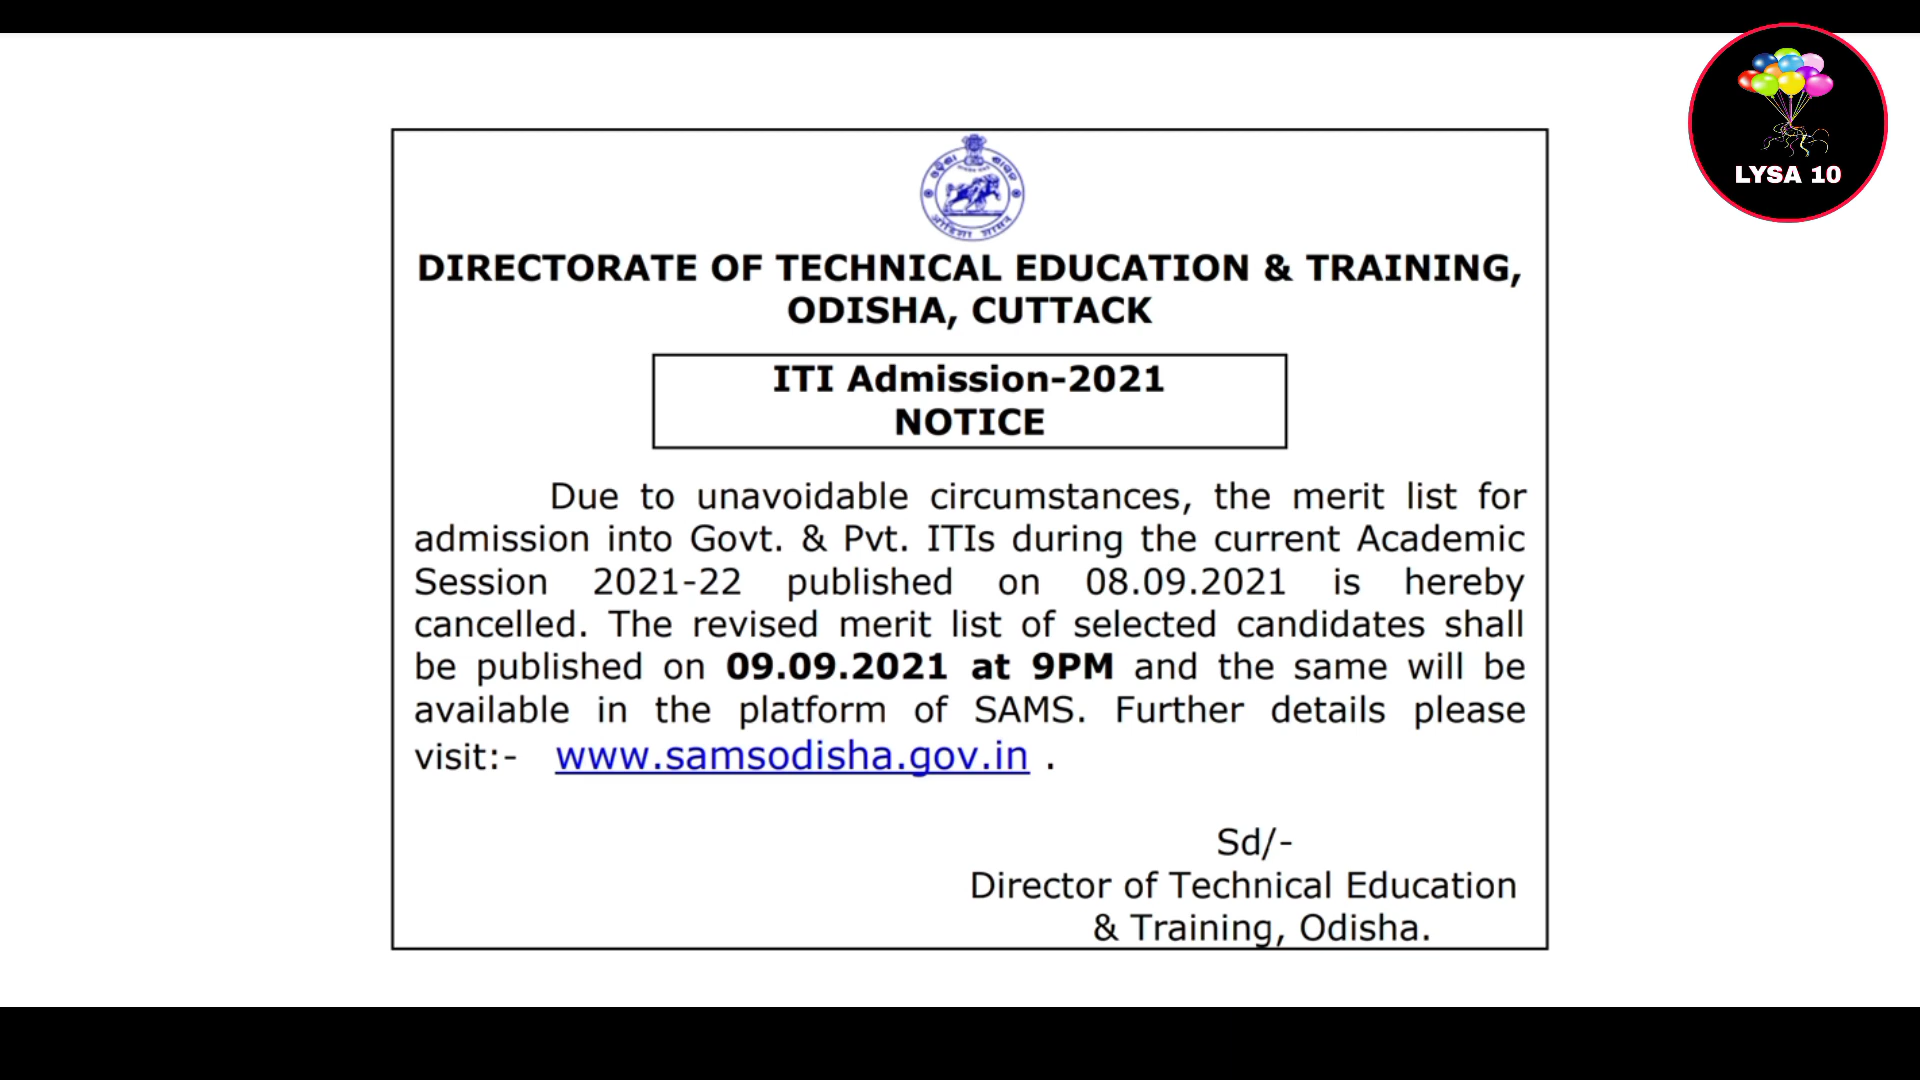 LYSA 10
ଓଡ଼ିଶା ଶାସନ
DIRECTORATE OF TECHNICAL EDUCATION & TRAINING,
ODISHA, CUTTACK
ITI Admission-2021
NOTICE
Due to unavoidable circumstances, the merit list for
admission into Govt. & Pvt. ITIs during the current Academic
Session 2021-22 published on 08.09.2021 is hereby
cancelled. The revised merit list of selected candidates shall
be published on 09.09.2021 at 9PM and the same will be
available in the platform of SAMS. Further details please
visit:- www.samsodisha.gov.in .
Sd/-
Director of Technical Education
& Training, Odisha.